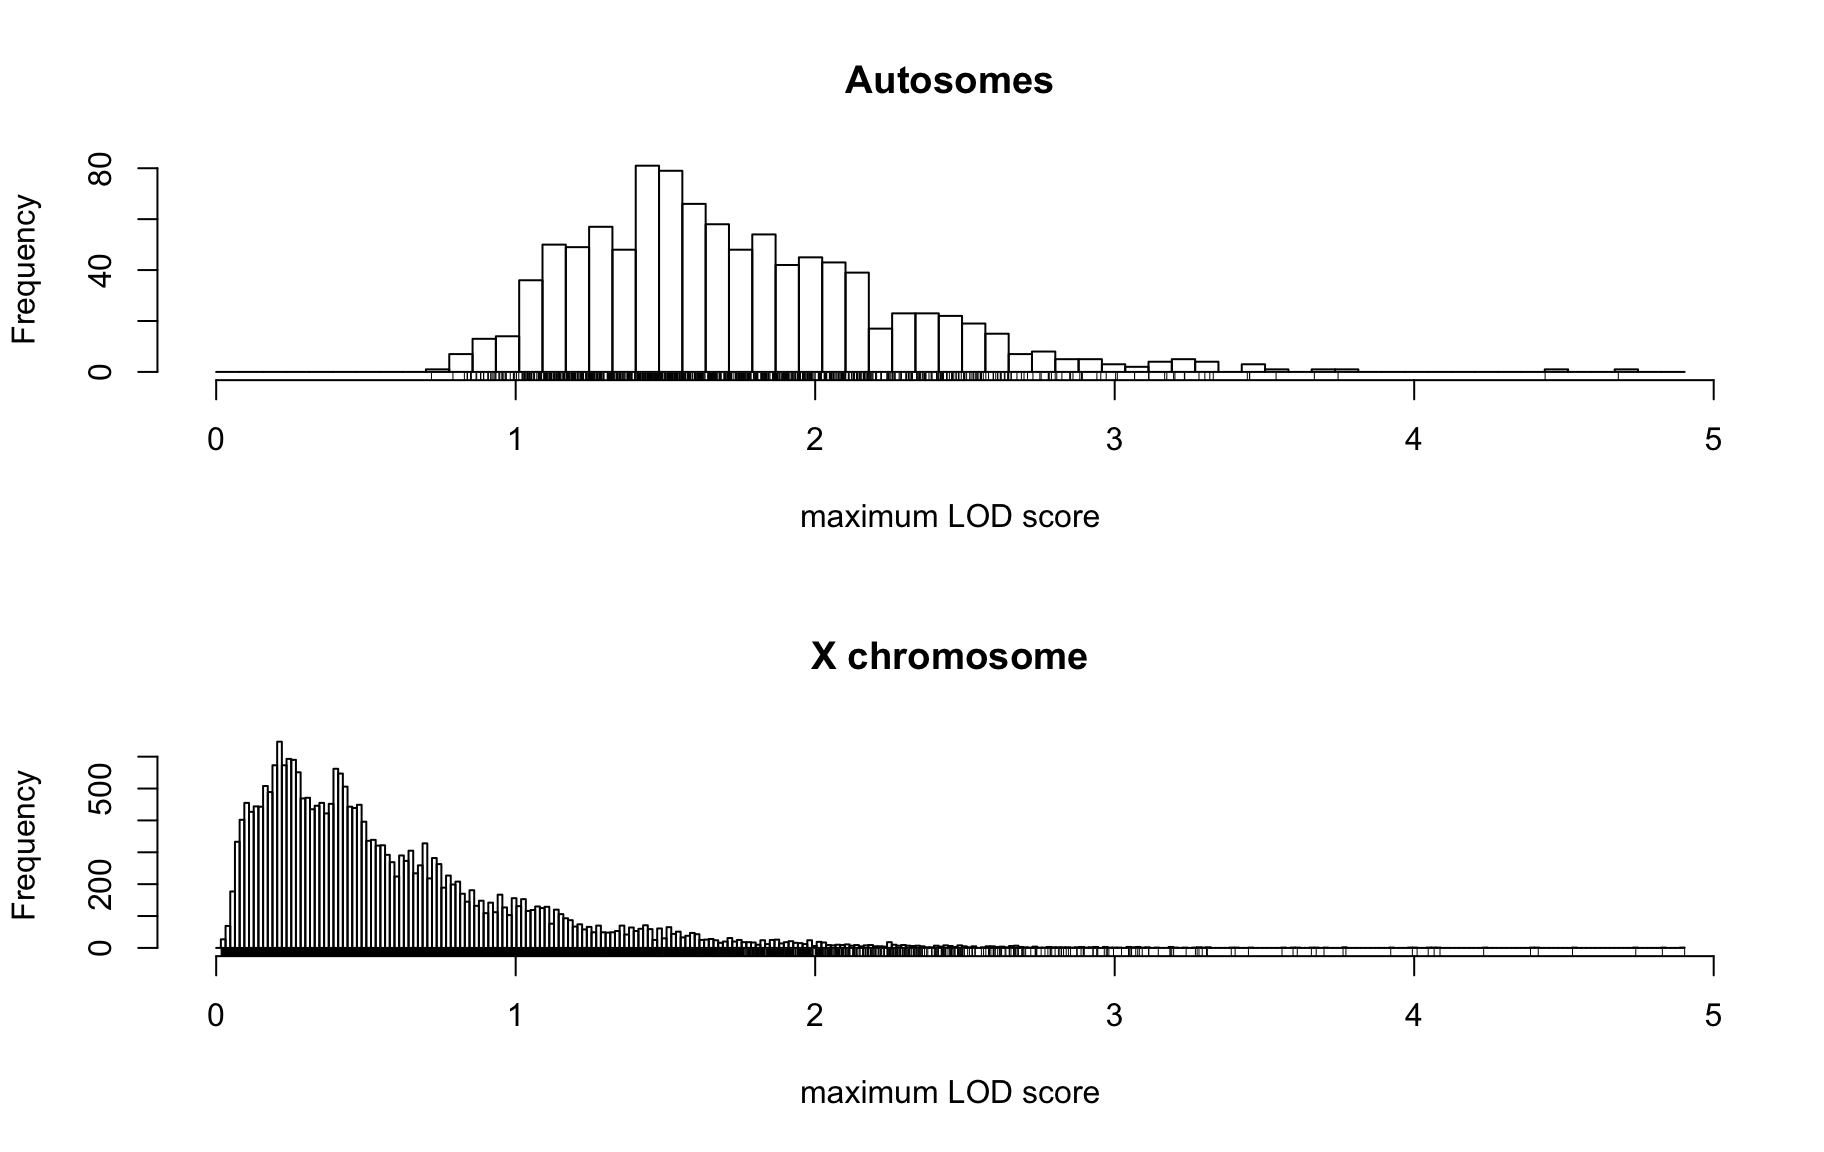 Autosomes
Frequency
0
40
80
0 1 2 3 4 5
maximum LOD score
X chromosome
Frequency
0
200
500
0 1 2 3 4 5
maximum LOD score